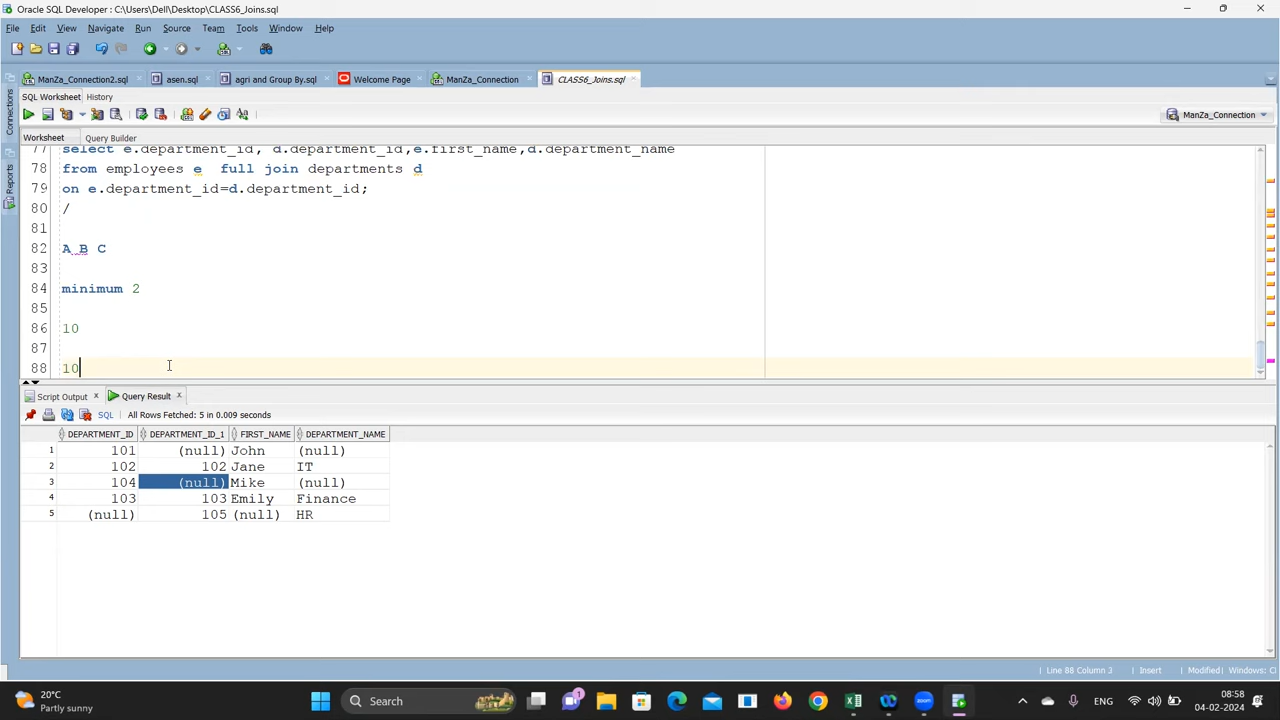 Oracle SQL Developer : C:\Users\Dell\Desktop\CLASS6_Joins.sql
File Edit View Navigate Run Source Team Tools Window Help
ManZa_Connection2.sql asen.sql agri and Group By.sql Welcome Page ManZa_Connection CLASS6_Joins.sql
SQL Worksheet History
ManZa_Connection
Worksheet Query Builder
Connections
Reports
77 select e.department_id, d.department_id,e.first_name,d.department_name
78 from employees e full join departments d
79 on e.department_id=d.department_id;
80 /
81
82 A B C
83
84 minimum 2
85
86 10
87
88 10
Script Output Query Result
SQL All Rows Fetched: 5 in 0.009 seconds
DEPARTMENT_ID DEPARTMENT_ID_1 FIRST_NAME DEPARTMENT_NAME
1 101 (null) John (null)
2 102 102 Jane IT
3 104 (null) Mike (null)
4 103 103 Emily Finance
5 (null) 105 (null) HR
Line 88 Column 3 Insert Modified Windows: C
20°C
Partly sunny
Search
ENG
08:58
04-02-2024